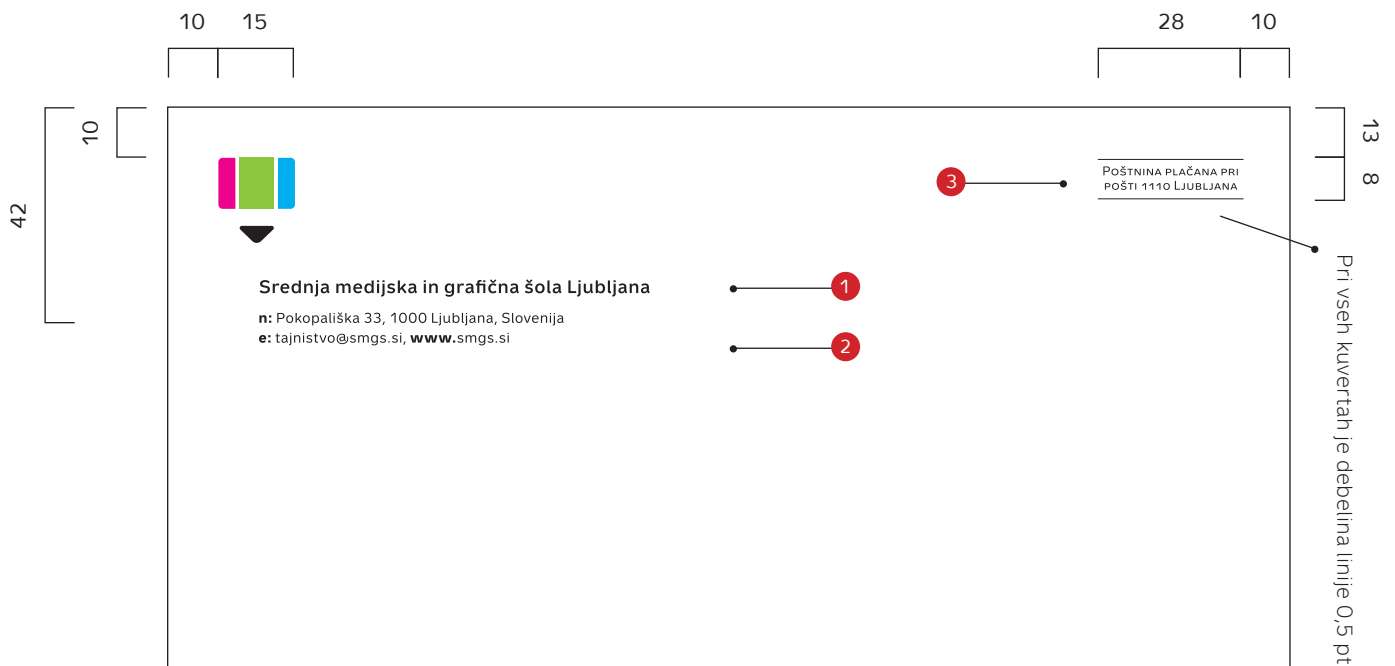 10 15 28 10
10
42
13
8
3
Poštnina plačana pri
pošti 1110 Ljubljana
Srednja medijska in grafična šola Ljubljana
1
n: Pokopališka 33, 1000 Ljubljana, Slovenija
e: tajnistvo@smgs.si, www.smgs.si
2
Pri vseh kuvertah je debelina linije 0,5 pt